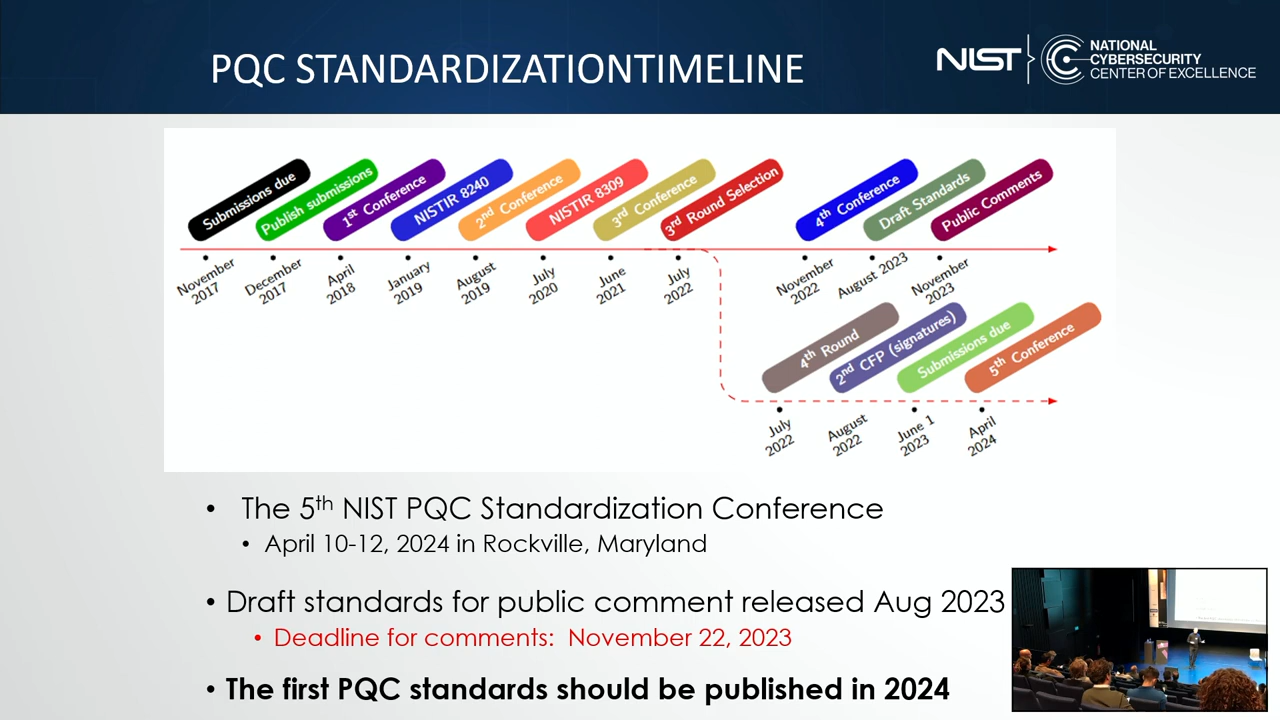 PQC STANDARDIZATIONTIMELINE
NIST
NATIONAL
CYBERSECURITY
CENTER OF EXCELLENCE
Submissions due
Publish submissions
1st Conference
NISTIR 8240
2nd Conference
NISTIR 8309
3rd Conference
3rd Round Selection
4th Conference
Draft Standards
Public Comments
November
2017
December
2017
April
2018
January
2019
August
2019
July
2020
June
2021
July
2022
November
2022
August 2023
November
2023
4th Round
2nd CFP (signatures)
Submissions due
5th Conference
July
2022
August
2022
June 1
2023
April
2024
• The 5th NIST PQC Standardization Conference
• April 10-12, 2024 in Rockville, Maryland
• Draft standards for public comment released Aug 2023
• Deadline for comments: November 22, 2023
• The first PQC standards should be published in 2024